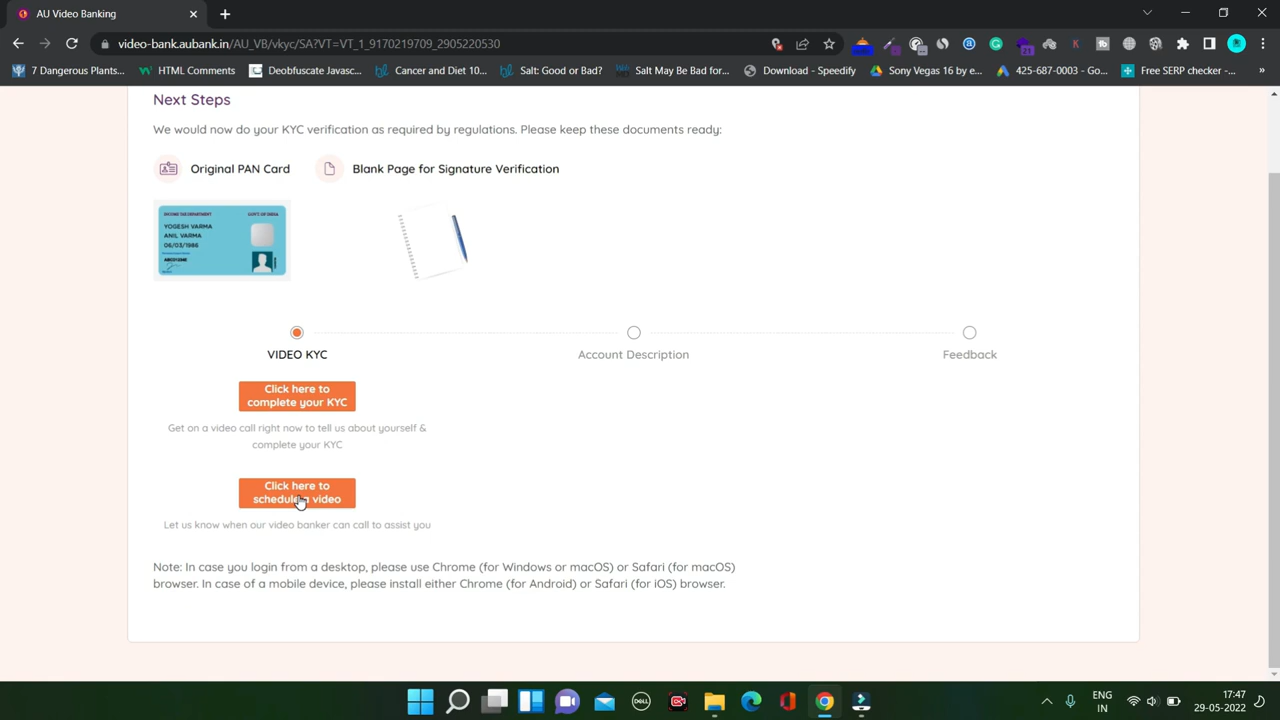 AU Video Banking
video-bank.aubank.in/AU_VB/vkyc/SA?VT=VT_1_9170219709_2905220530
7 Dangerous Plants...
HTML Comments
Deobfuscate Javasc...
Cancer and Diet 10...
Salt: Good or Bad?
Salt May Be Bad for...
Download - Speedify
Sony Vegas 16 by e...
425-687-0003 - Go...
Free SERP checker -...
Next Steps
We would now do your KYC verification as required by regulations. Please keep these documents ready:
Original PAN Card
Blank Page for Signature Verification
INCOME TAX DEPARTMENT
GOVT. OF INDIA
YOGESH VARMA
ANIL VARMA
06/03/1986
VIDEO KYC
Account Description
Feedback
Click here to
complete your KYC
Get on a video call right now to tell us about yourself &
complete your KYC
Click here to
schedule video
Let us know when our video banker can call to assist you
Note: In case you login from a desktop, please use Chrome (for Windows or macOS) or Safari (for macOS)
browser. In case of a mobile device, please install either Chrome (for Android) or Safari (for iOS) browser.
DELL
ENG
IN
17:47
29-05-2022